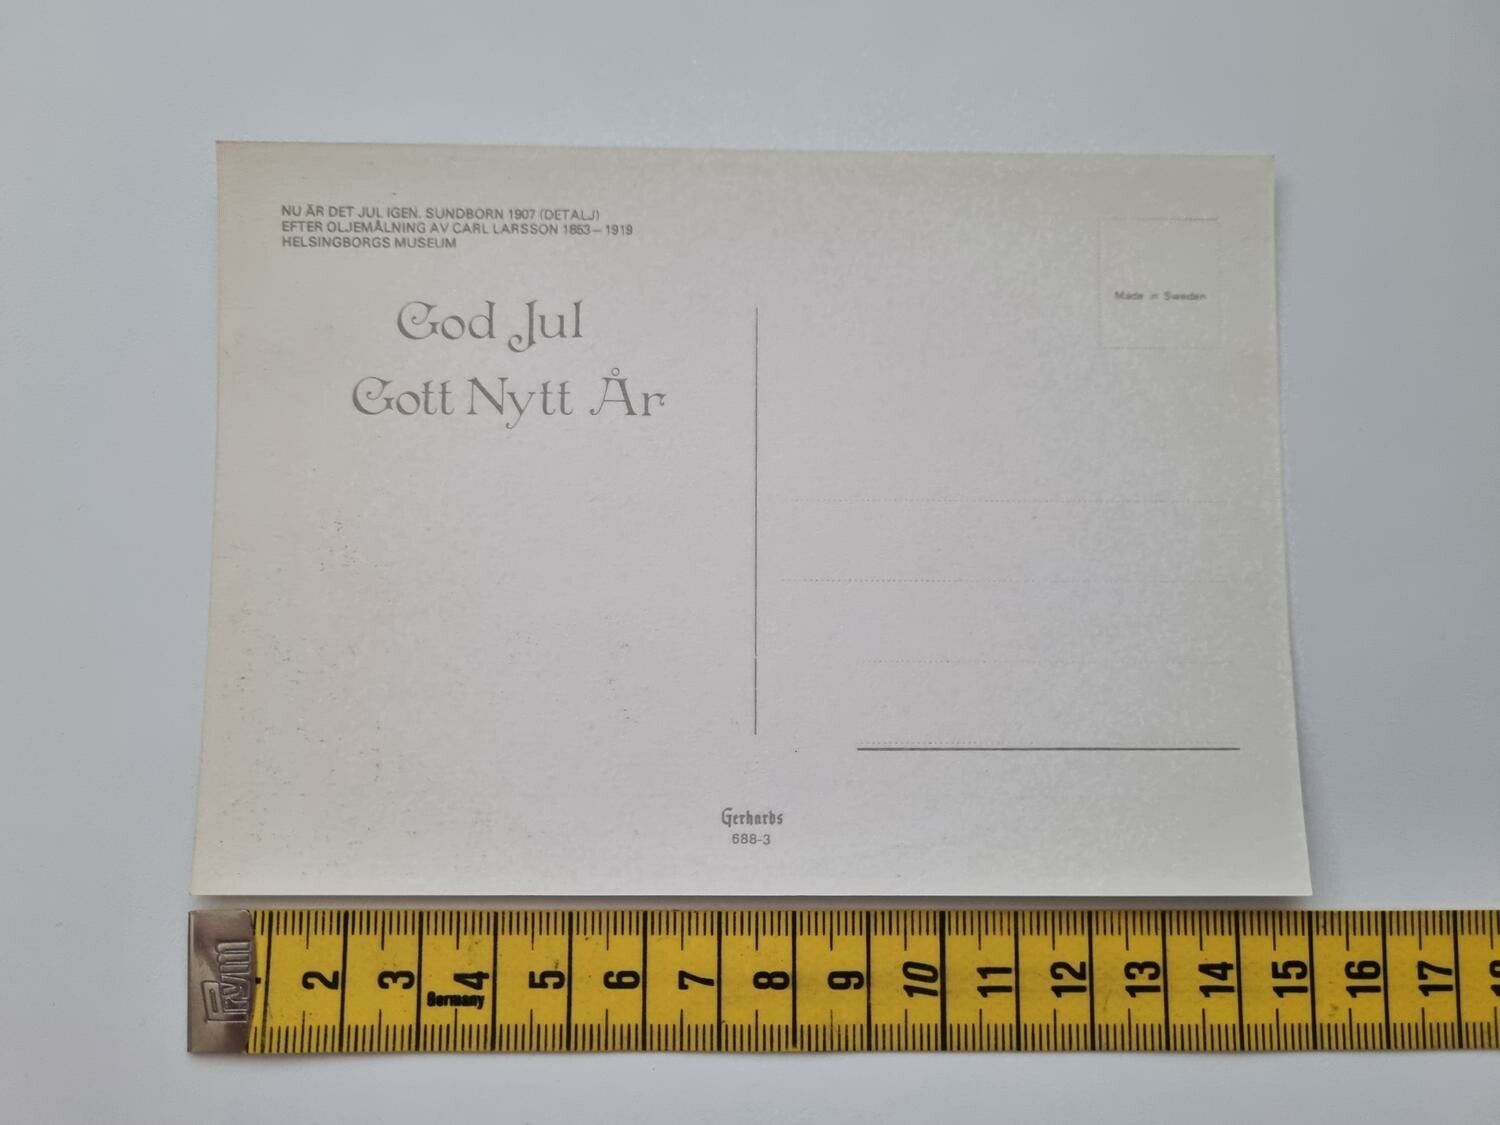 NU ÄR DET JUL IGEN. SUNDBORN 1907 (DETALJ)
EFTER OLJEMÅLNING AV CARL LARSSON 1853–1919
HELSINGBORGS MUSEUM
God Jul
Gott Nytt År
Made in Sweden
Gerhards
688-3
Prym
2 3 4 5 6 7 8 9 10 11 12 13 14 15 16 17 18
Germany